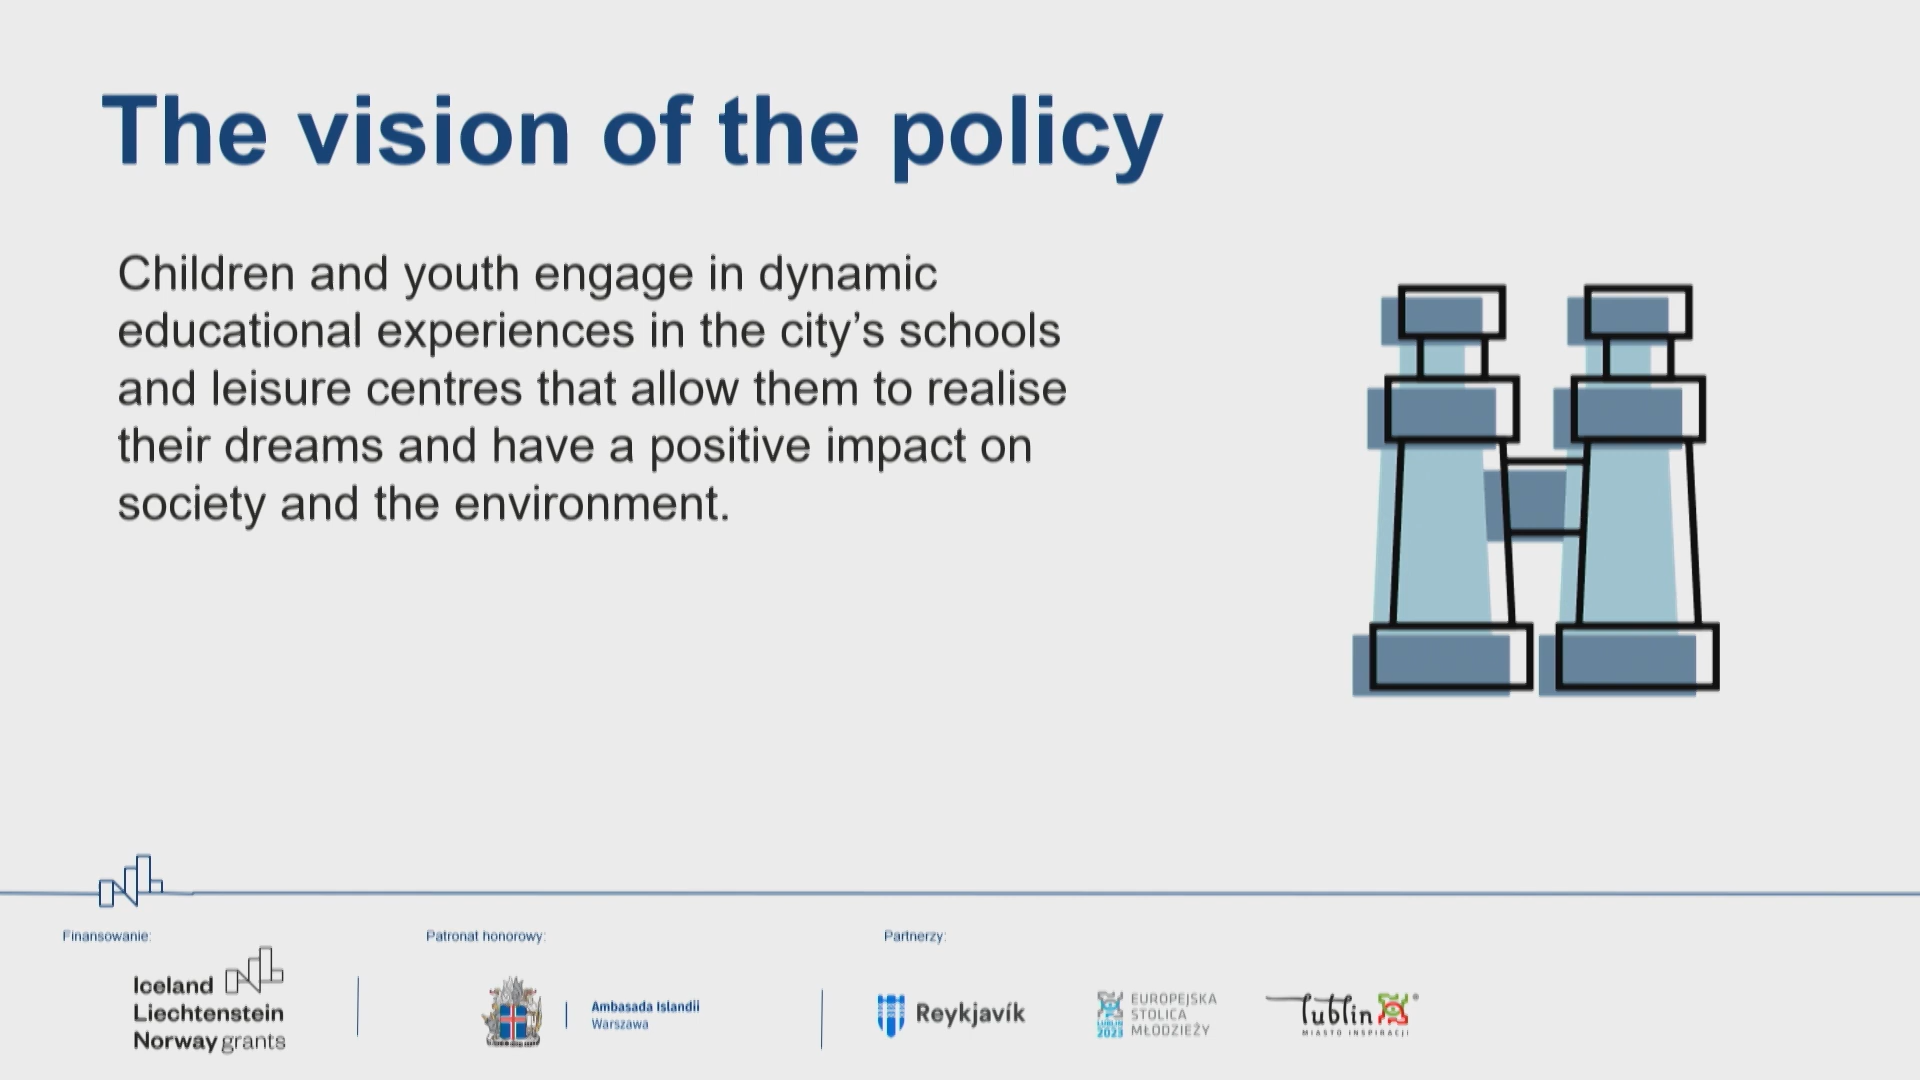 The vision of the policy
Children and youth engage in dynamic
educational experiences in the city’s schools
and leisure centres that allow them to realise
their dreams and have a positive impact on
society and the environment.
Finansowanie:
Patronat honorowy:
Partnerzy:
Iceland
Liechtenstein
Norway grants
Ambasada Islandii
Warszawa
Reykjavík
LUBLIN
2023
EUROPEJSKA
STOLICA
MŁODZIEŻY
lublin
MIASTO INSPIRACJI